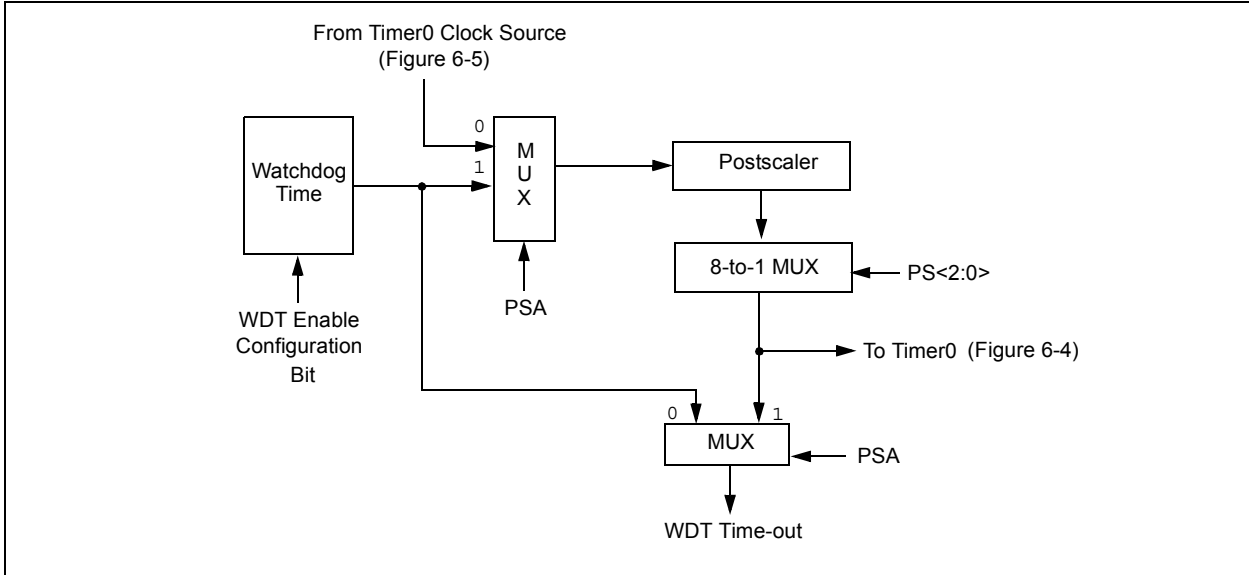 From Timer0 Clock Source
(Figure 6-5)
0
1
M
U
X
Watchdog
Time
Postscaler
8-to-1 MUX
PS<2:0>
PSA
WDT Enable
Configuration
Bit
To Timer0 (Figure 6-4)
0
1
MUX
PSA
WDT Time-out